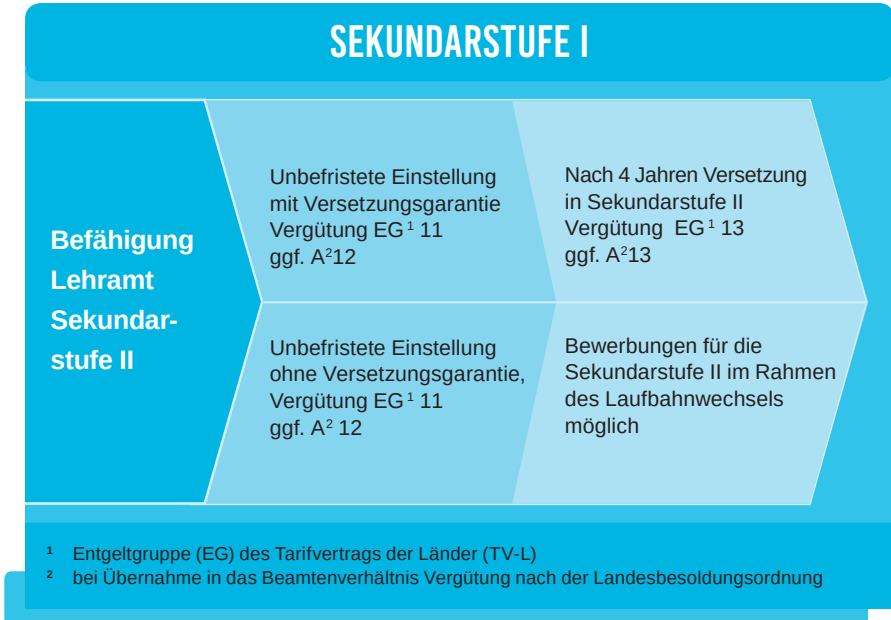 SEKUNDARSTUFE I
Befähigung
Lehramt
Sekundar-
stufe II
Unbefristete Einstellung
mit Versetzungsgarantie
Vergütung EG¹ 11
ggf. A²12
Nach 4 Jahren Versetzung
in Sekundarstufe II
Vergütung EG¹ 13
ggf. A²13
Unbefristete Einstellung
ohne Versetzungsgarantie,
Vergütung EG¹ 11
ggf. A² 12
Bewerbungen für die
Sekundarstufe II im Rahmen
des Laufbahnwechsels
möglich
¹ Entgeltgruppe (EG) des Tarifvertrags der Länder (TV-L)
² bei Übernahme in das Beamtenverhältnis Vergütung nach der Landesbesoldungsordnung